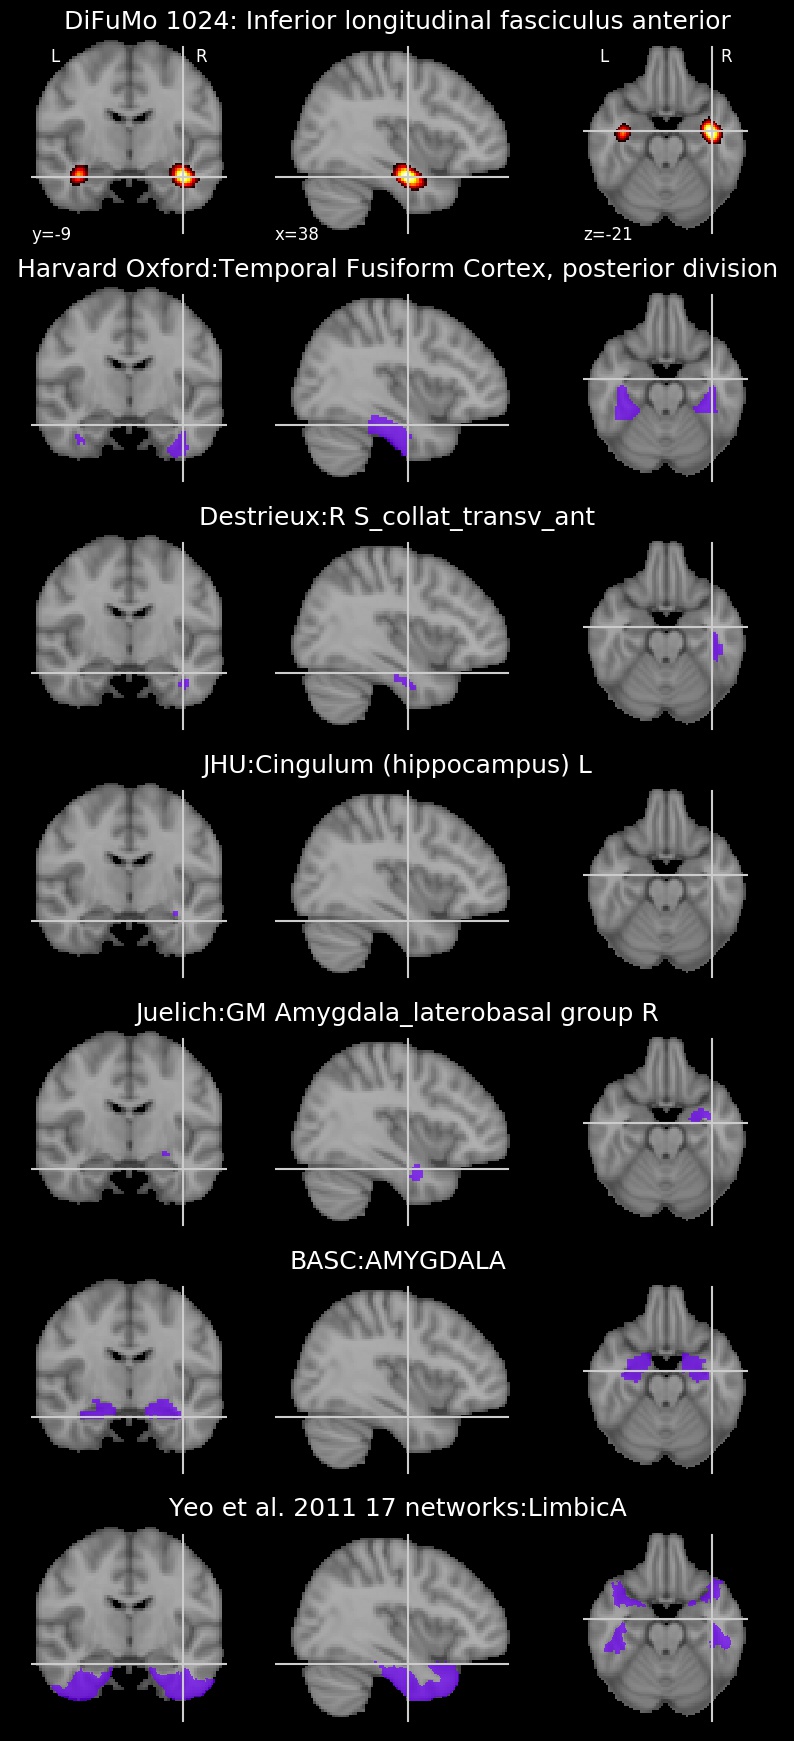 DiFuMo 1024: Inferior longitudinal fasciculus anterior
L R L R
y=-9 x=38 z=-21
Harvard Oxford:Temporal Fusiform Cortex, posterior division
Destrieux:R S_collat_transv_ant
JHU:Cingulum (hippocampus) L
Juelich:GM Amygdala_laterobasal group R
BASC:AMYGDALA
Yeo et al. 2011 17 networks:LimbicA